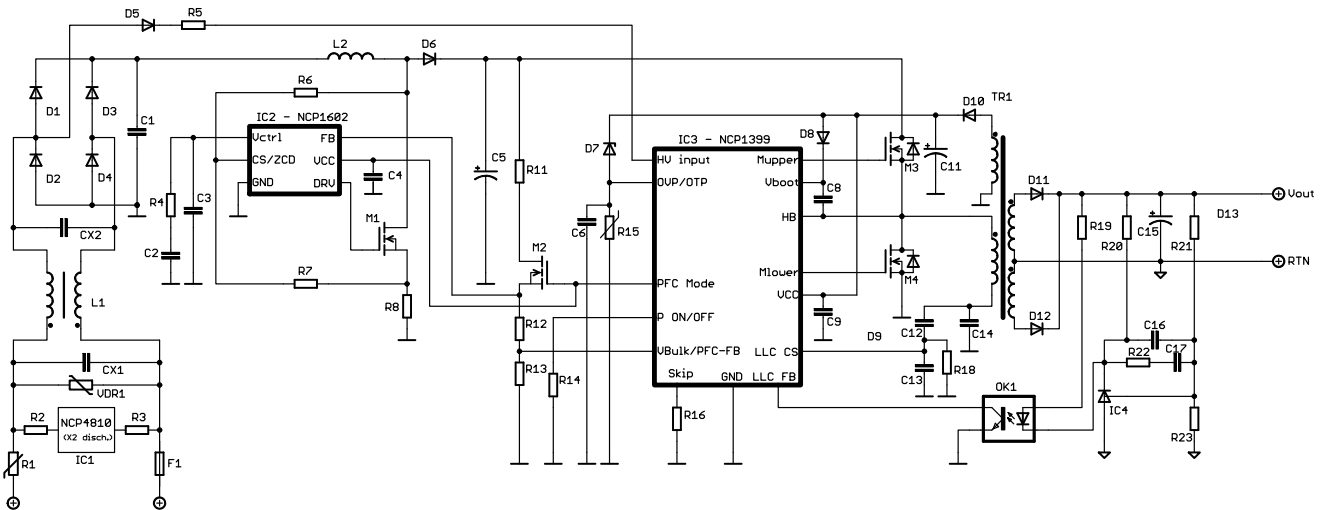 D5
R5
L2
D6
R6
D1
D3
C1
IC2 - NCP1602
Vctrl
FB
CS/ZCD
VCC
GND
DRV
D2
D4
R4
C3
C4
C2
CX2
M1
R7
R8
L1
CX1
VDR1
R2
NCP4810
(X2 disch.)
R3
IC1
R1
F1
C5
R11
M2
R12
R13
R14
D7
C6
R15
IC3 - NCP1399
HV input
Mupper
OVP/OTP
Vboot
HB
Mlower
PFC Mode
VCC
P ON/OFF
VBulk/PFC-FB
LLC CS
Skip
GND
LLC FB
R16
D8
C8
C9
D9
M3
M4
C11
D10
TR1
C12
C13
C14
R18
D11
D12
OK1
R19
R20
C15
R21
D13
Vout
RTN
C16
R22
C17
IC4
R23